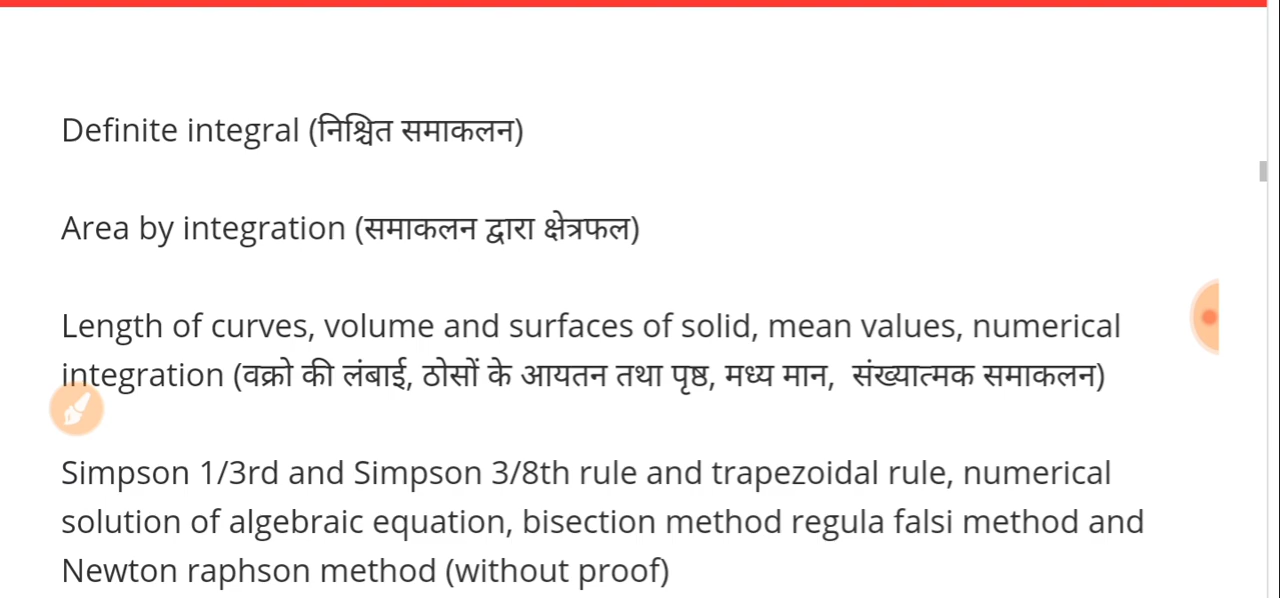 Definite integral (निश्चित समाकलन)
Area by integration (समाकलन द्वारा क्षेत्रफल)
Length of curves, volume and surfaces of solid, mean values, numerical
integration (वक्रो की लंबाई, ठोसों के आयतन तथा पृष्ठ, मध्य मान, संख्यात्मक समाकलन)
Simpson 1/3rd and Simpson 3/8th rule and trapezoidal rule, numerical
solution of algebraic equation, bisection method regula falsi method and
Newton raphson method (without proof)